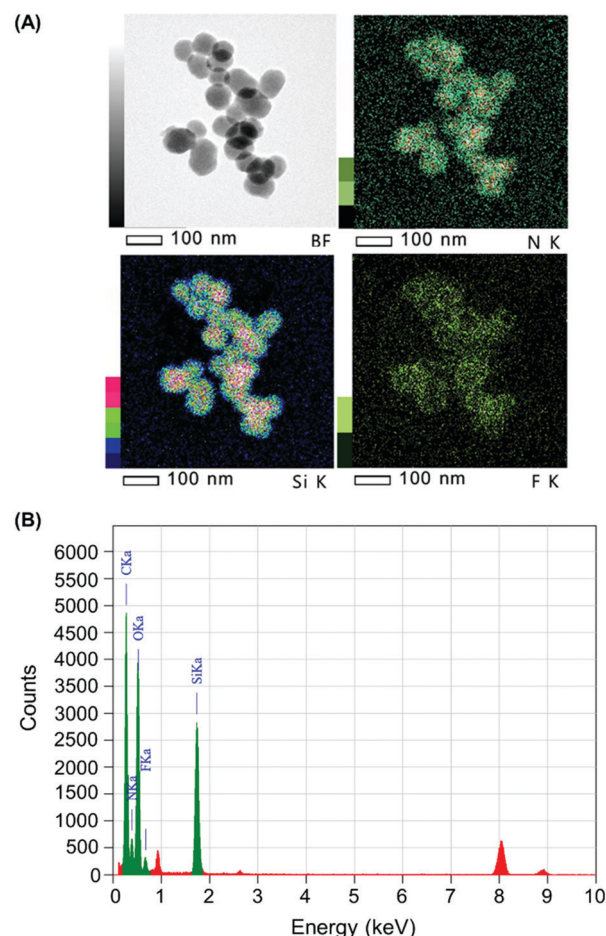 (A)
100 nm BF
100 nm N K
100 nm Si K
100 nm F K
(B)
6000
5500
5000
4500
4000
3500
3000
2500
2000
1500
1000
500
0
Counts
CKa
OKa
NKa
FKa
SiKa
0 1 2 3 4 5 6 7 8 9 10
Energy (keV)